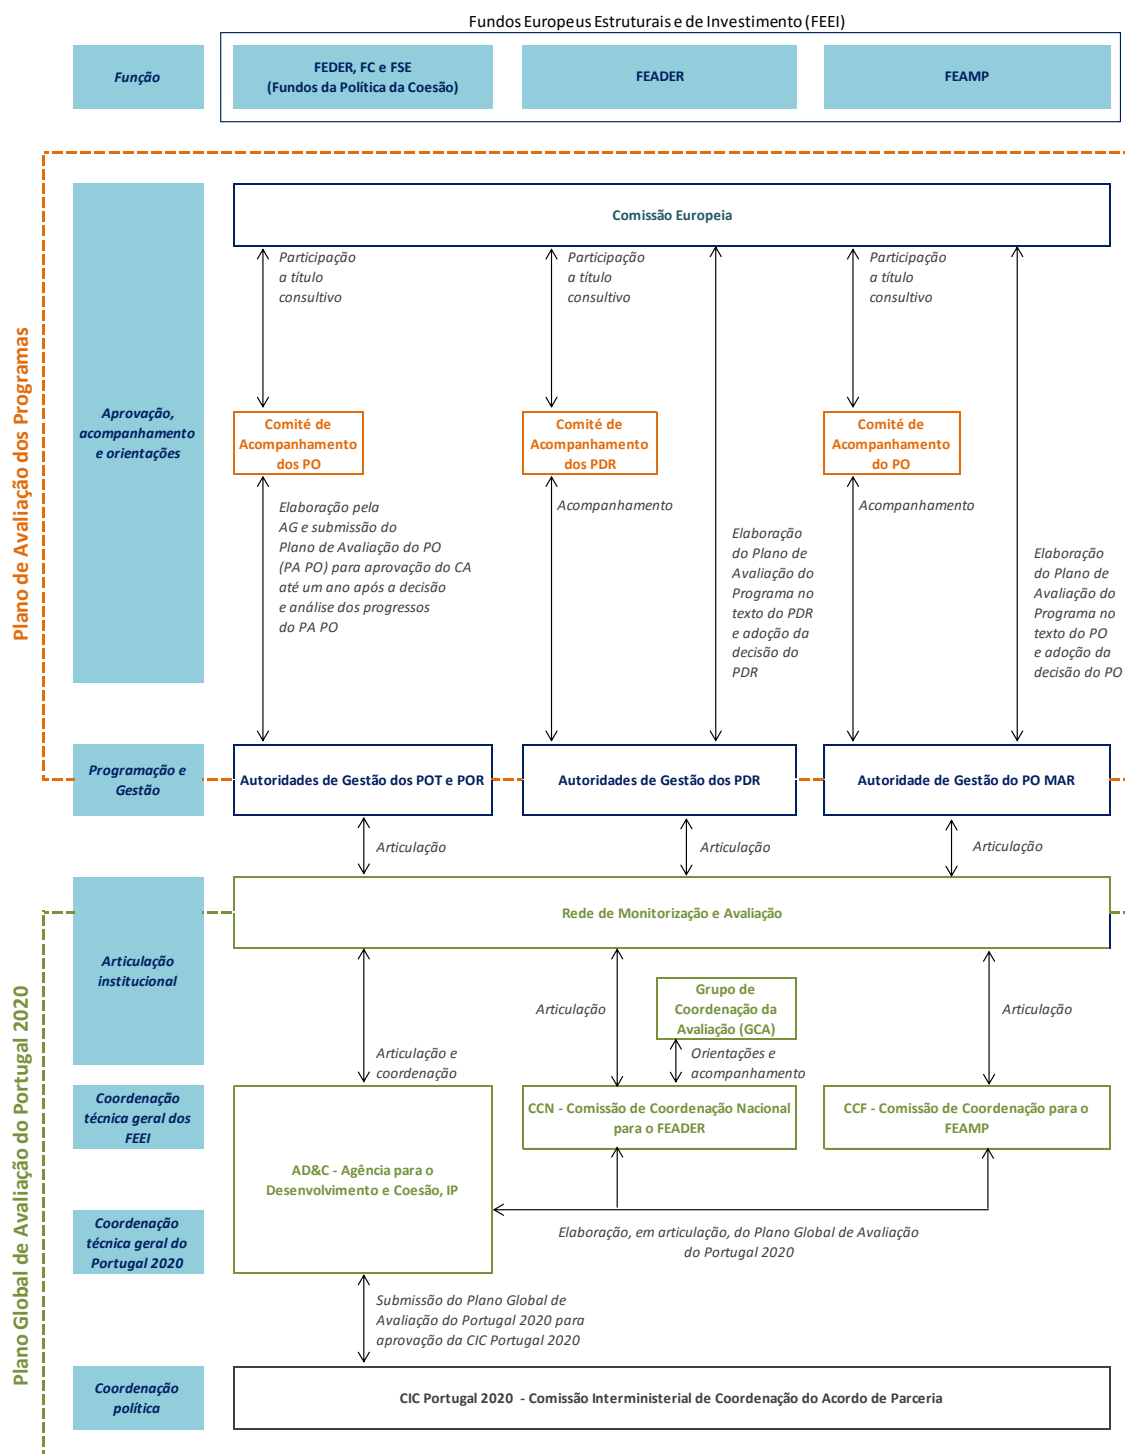 Fundos Europeus Estruturais e de Investimento (FEEI)
Função
FEDER, FC e FSE
(Fundos da Política da Coesão)
FEADER
FEAMP
Plano de Avaliação dos Programas
Aprovação,
acompanhamento
e orientações
Comissão Europeia
Participação
a título
consultivo
Participação
a título
consultivo
Participação
a título
consultivo
Comité de
Acompanhamento
dos PO
Comité de
Acompanhamento
dos PDR
Comité de
Acompanhamento
do PO
Elaboração pela
AG e submissão do
Plano de Avaliação do PO
(PA PO) para aprovação do CA
até um ano após a decisão
e análise dos progressos
do PA PO
Acompanhamento
Elaboração
do Plano de
Avaliação do
Programa no
texto do PDR
e adoção da
decisão do
PDR
Acompanhamento
Elaboração
do Plano de
Avaliação do
Programa no
texto do PO
e adoção da
decisão do PO
Programação e
Gestão
Autoridades de Gestão dos POT e POR
Autoridades de Gestão dos PDR
Autoridade de Gestão do PO MAR
Articulação
Articulação
Articulação
Plano Global de Avaliação do Portugal 2020
Articulação
institucional
Rede de Monitorização e Avaliação
Articulação e
coordenação
Articulação
Grupo de
Coordenação da
Avaliação (GCA)
Orientações e
acompanhamento
Articulação
Coordenação
técnica geral dos
FEEI
AD&C - Agência para o
Desenvolvimento e Coesão, IP
CCN - Comissão de Coordenação Nacional
para o FEADER
CCF - Comissão de Coordenação para o
FEAMP
Coordenação
técnica geral do
Portugal 2020
Elaboração, em articulação, do Plano Global de Avaliação
do Portugal 2020
Submissão do Plano Global de
Avaliação do Portugal 2020 para
aprovação da CIC Portugal 2020
Coordenação
política
CIC Portugal 2020 - Comissão Interministerial de Coordenação do Acordo de Parceria